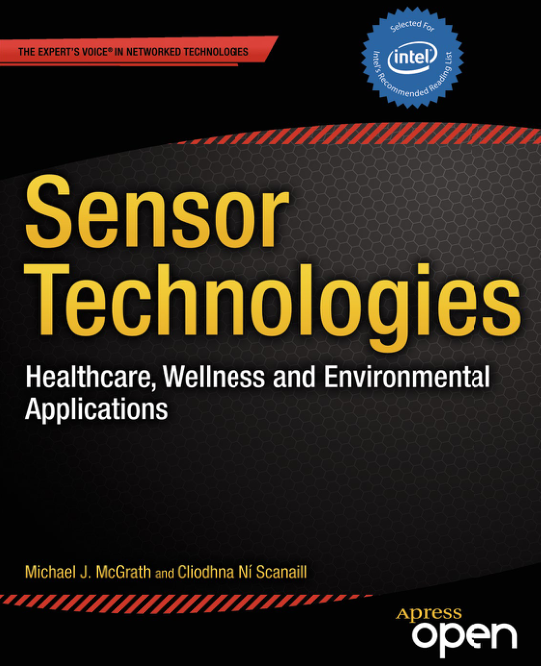 THE EXPERT'S VOICE® IN NETWORKED TECHNOLOGIES
Selected For
intel
Intel's Recommended Reading List
Sensor
Technologies
Healthcare, Wellness and Environmental
Applications
Michael J. McGrath and Cliodhna Ní Scanaill
Apress
open